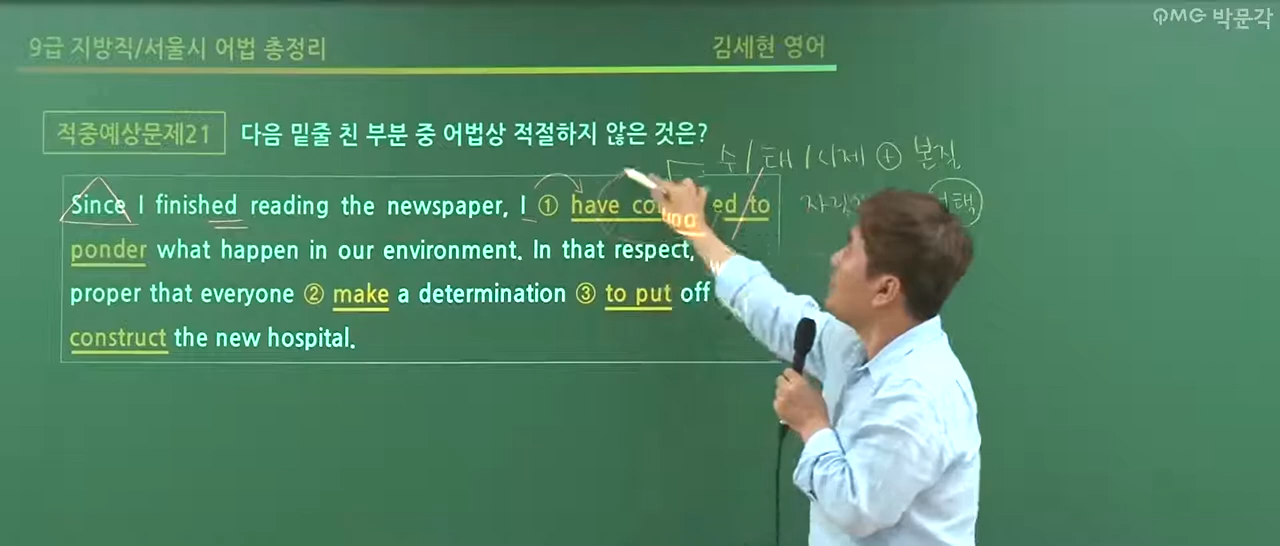 QMG 박문각
9급 지방직/서울시 어법 총정리
김세현 영어
적중예상문제21
다음 밑줄 친 부분 중 어법상 적절하지 않은 것은?
수/태/시제 ⊕ 본질
Since I finished reading the newspaper, I ① have ed to
ponder what happen in our environment. In that respect,
proper that everyone ② make a determination ③ to put off
construct the new hospital.